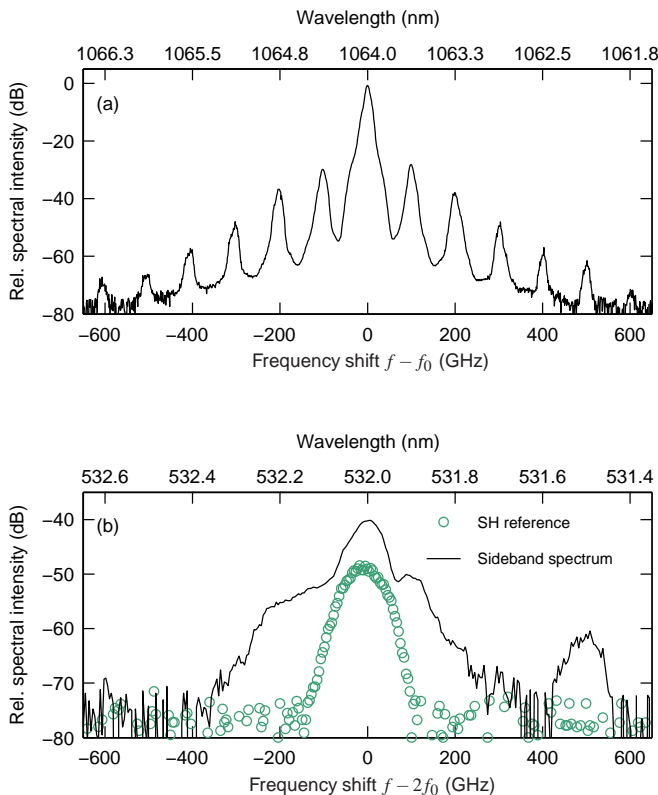 Wavelength (nm)
1066.3 1065.5 1064.8 1064.0 1063.3 1062.5 1061.8
0
(a)
−20
−40
−60
−80
Rel. spectral intensity (dB)
−600 −400 −200 0 200 400 600
Frequency shift f − f₀ (GHz)
Wavelength (nm)
532.6 532.4 532.2 532.0 531.8 531.6 531.4
−40
(b)
SH reference
Sideband spectrum
−50
−60
−70
−80
Rel. spectral intensity (dB)
−600 −400 −200 0 200 400 600
Frequency shift f − 2f₀ (GHz)